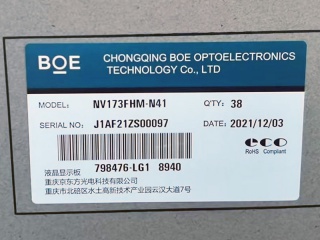 BOE CHONGQING BOE OPTOELECTRONICS
TECHNOLOGY Co., LTD
MODEL: NV173FHM-N41 Q'TY: 38
SERIAL NO: J1AF21ZS00097 DATE: 2021/12/03
eco
RoHS Compliant
液晶显示板 798476-LG1 8940
重庆京东方光电科技有限公司
重庆市北碚区水土高新技术产业园云汉大道7号